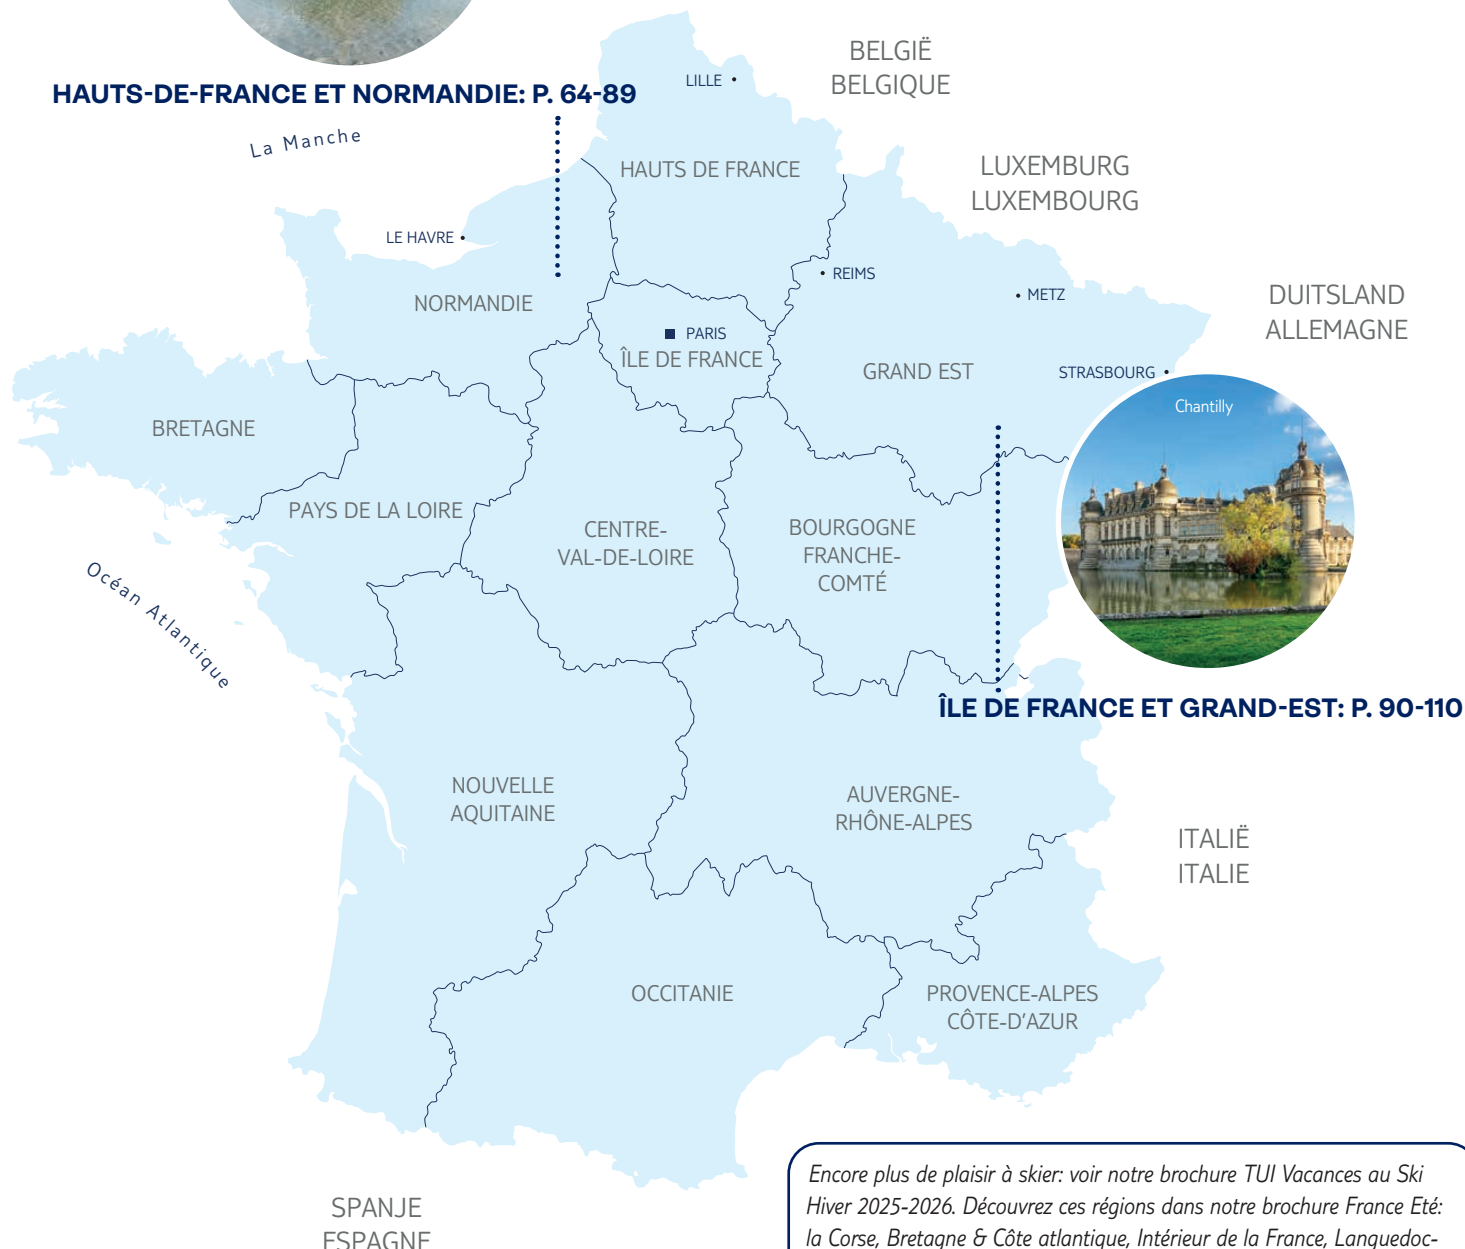 BELGIË
BELGIQUE
LILLE
HAUTS-DE-FRANCE ET NORMANDIE: P. 64-89
La Manche
HAUTS DE FRANCE
LUXEMBURG
LUXEMBOURG
LE HAVRE
REIMS
METZ
NORMANDIE
DUITSLAND
ALLEMAGNE
PARIS
ÎLE DE FRANCE
GRAND EST
STRASBOURG
Chantilly
BRETAGNE
PAYS DE LA LOIRE
CENTRE-
VAL-DE-LOIRE
BOURGOGNE
FRANCHE-
COMTÉ
Océan Atlantique
ÎLE DE FRANCE ET GRAND-EST: P. 90-110
NOUVELLE
AQUITAINE
AUVERGNE-
RHÔNE-ALPES
ITALIË
ITALIE
OCCITANIE
PROVENCE-ALPES
CÔTE-D'AZUR
SPANJE
ESPAGNE
Encore plus de plaisir à skier: voir notre brochure TUI Vacances au Ski
Hiver 2025-2026. Découvrez ces régions dans notre brochure France Eté:
la Corse, Bretagne & Côte atlantique, Intérieur de la France, Languedoc-